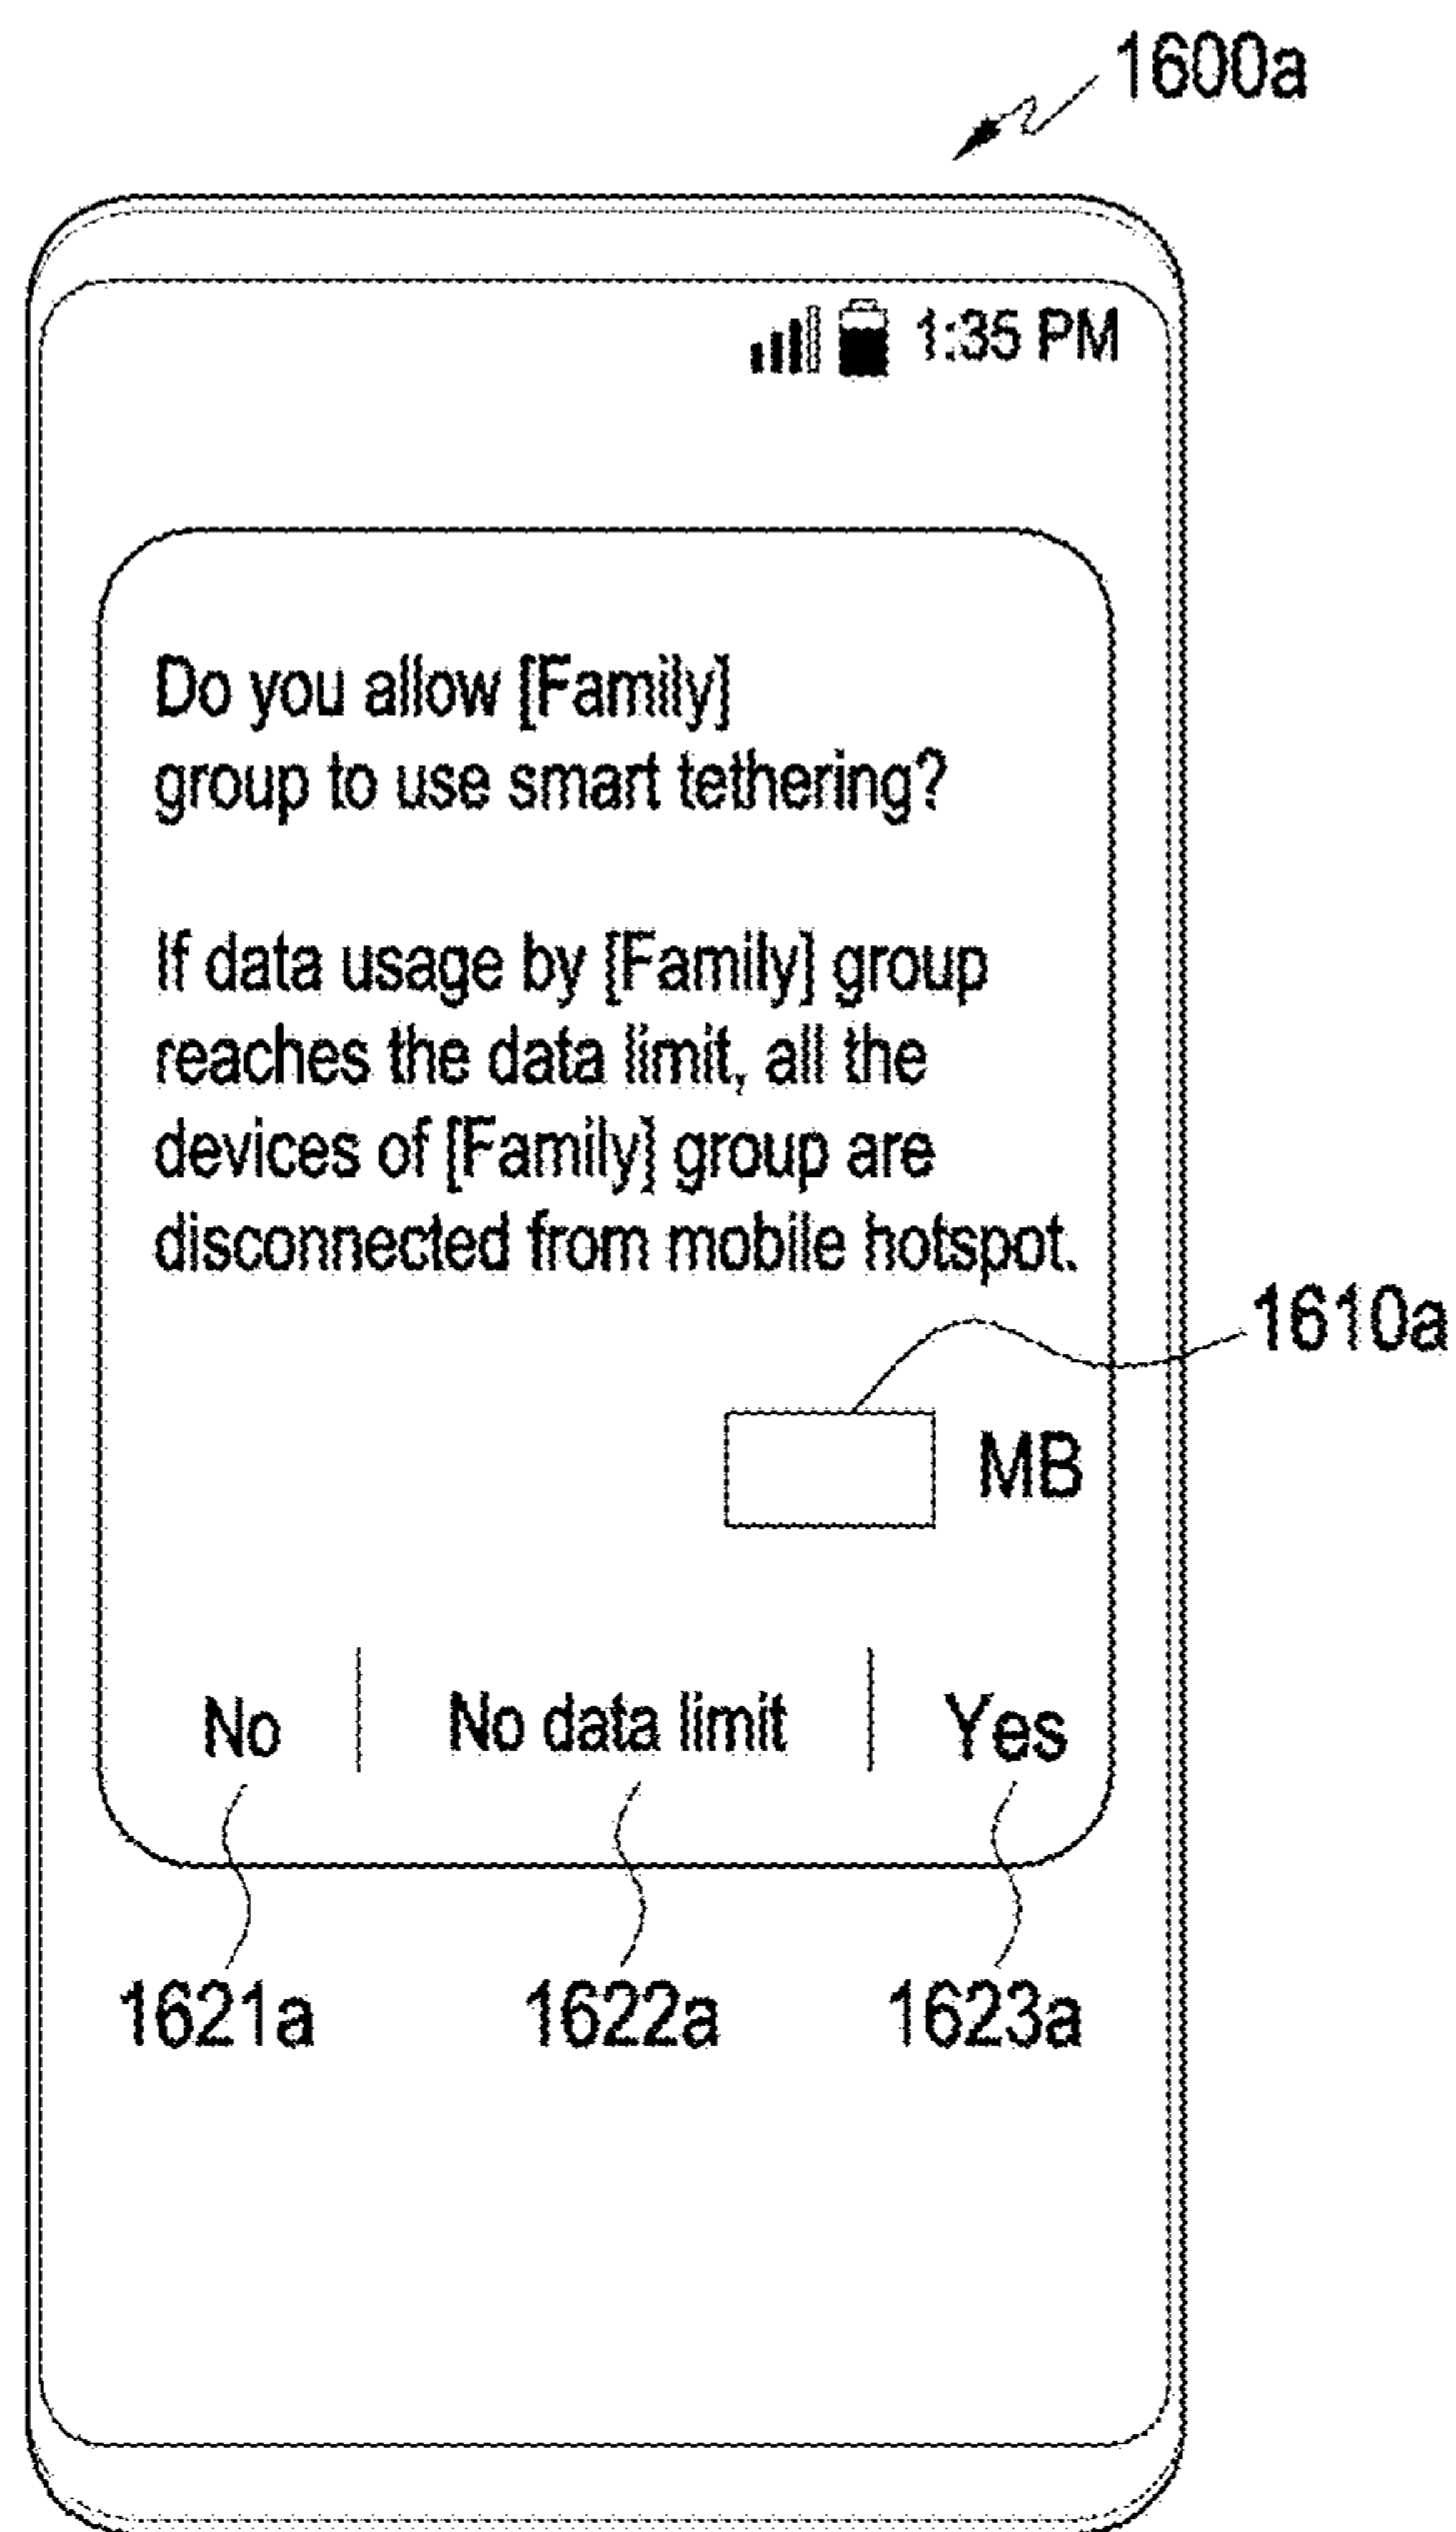 1600a
1:35 PM
Do you allow [Family]
group to use smart tethering?
If data usage by [Family] group
reaches the data limit, all the
devices of [Family] group are
disconnected from mobile hotspot.
1610a
MB
No
No data limit
Yes
1621a
1622a
1623a